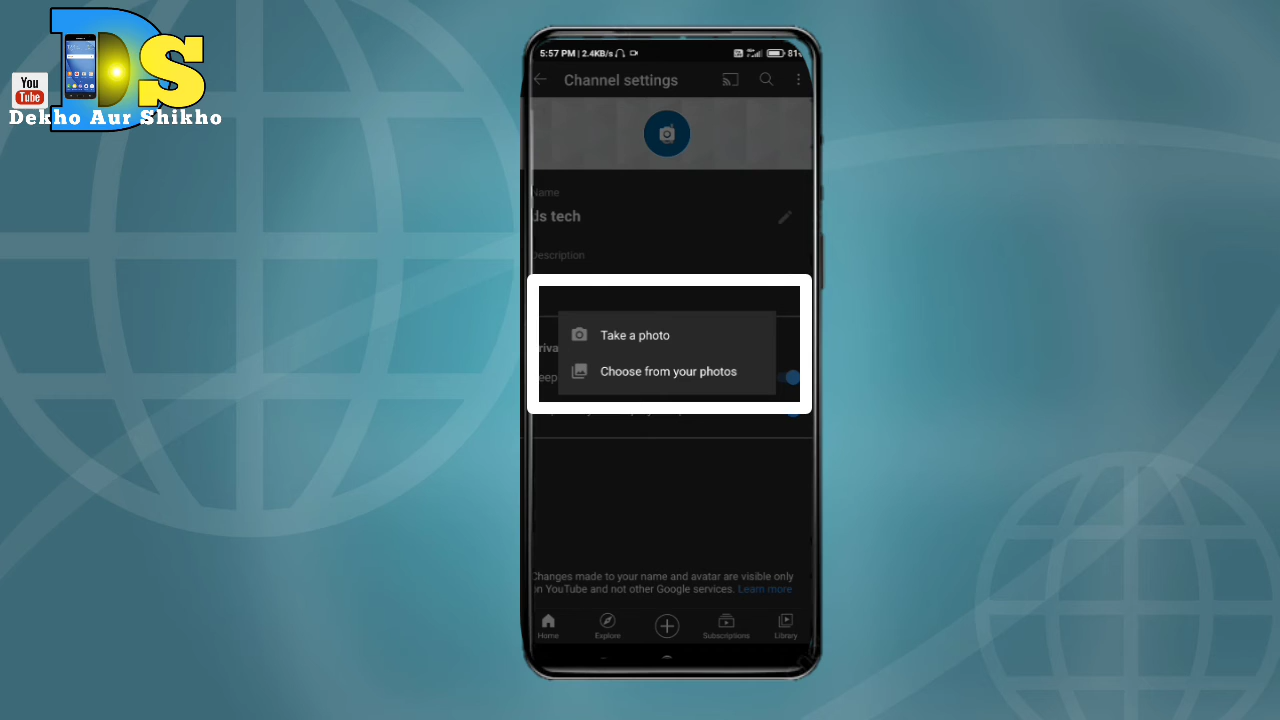 DS
You
Tube
Dekho Aur Shikho
5:57 PM | 2.4KB/s
81
Channel settings
Name
ds tech
Description
Take a photo
Choose from your photos
Changes made to your name and avatar are visible only
on YouTube and not other Google services. Learn more
Home
Explore
Subscriptions
Library